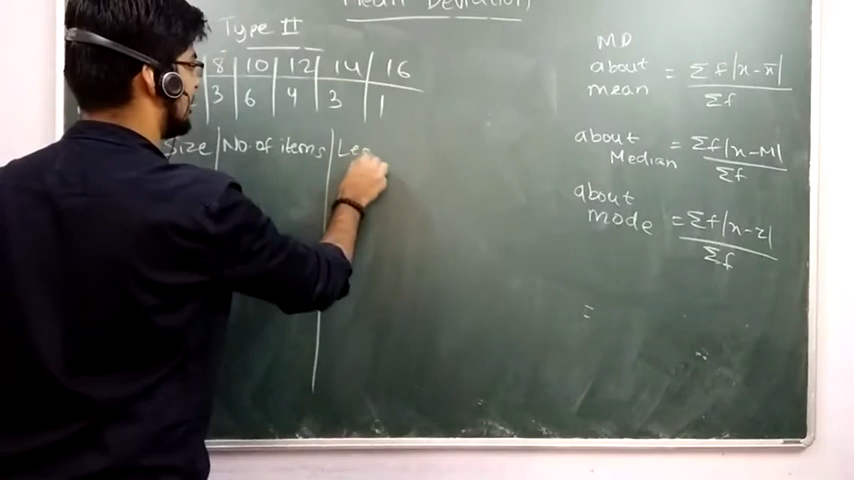 Mean Deviation
Type II
8 10 12 14 16
3 6 4 3 1
Size No. of items Les
MD
about mean = Σf|x-x̄| / Σf
about Median = Σf|x-M| / Σf
about mode = Σf|x-z| / Σf
=